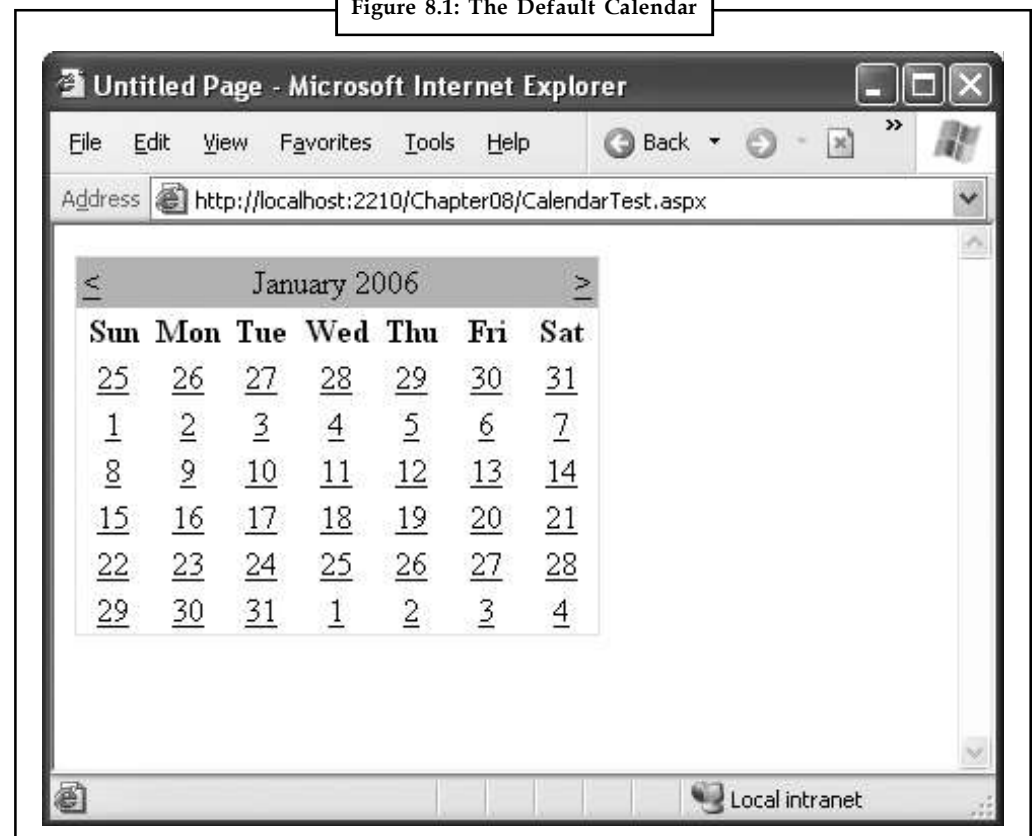 Figure 8.1: The Default Calendar
Untitled Page - Microsoft Internet Explorer
File Edit View Favorites Tools Help Back »
Address http://localhost:2210/Chapter08/CalendarTest.aspx
< January 2006 >
Sun Mon Tue Wed Thu Fri Sat
25 26 27 28 29 30 31
1 2 3 4 5 6 7
8 9 10 11 12 13 14
15 16 17 18 19 20 21
22 23 24 25 26 27 28
29 30 31 1 2 3 4
Local intranet